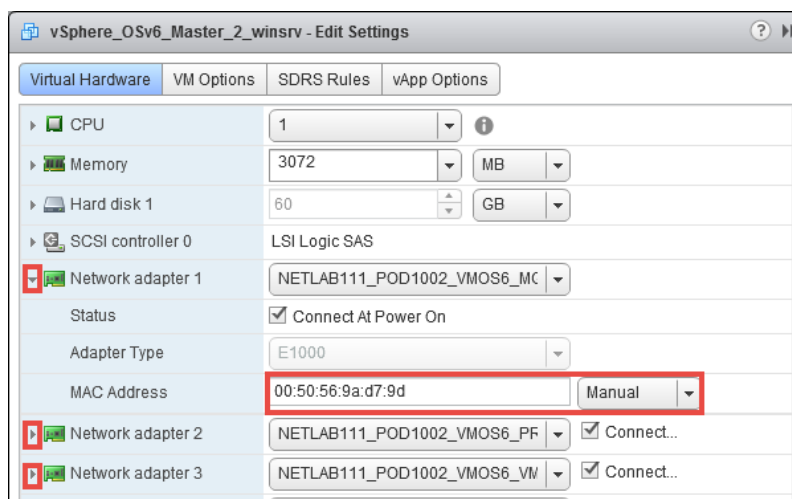 vSphere_OSv6_Master_2_winsrv - Edit Settings ?
Virtual Hardware VM Options SDRS Rules vApp Options
CPU 1
Memory 3072 MB
Hard disk 1 60 GB
SCSI controller 0 LSI Logic SAS
Network adapter 1 NETLAB111_POD1002_VMOS6_MC
Status Connect At Power On
Adapter Type E1000
MAC Address 00:50:56:9a:d7:9d Manual
Network adapter 2 NETLAB111_POD1002_VMOS6_PR Connect...
Network adapter 3 NETLAB111_POD1002_VMOS6_VM Connect...